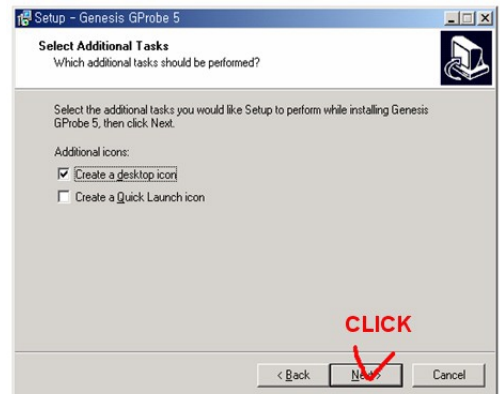 Setup - Genesis GProbe 5
Select Additional Tasks
Which additional tasks should be performed?
Select the additional tasks you would like Setup to perform while installing Genesis
GProbe 5, then click Next.
Additional icons:
Create a desktop icon
Create a Quick Launch icon
CLICK
< Back
Next >
Cancel